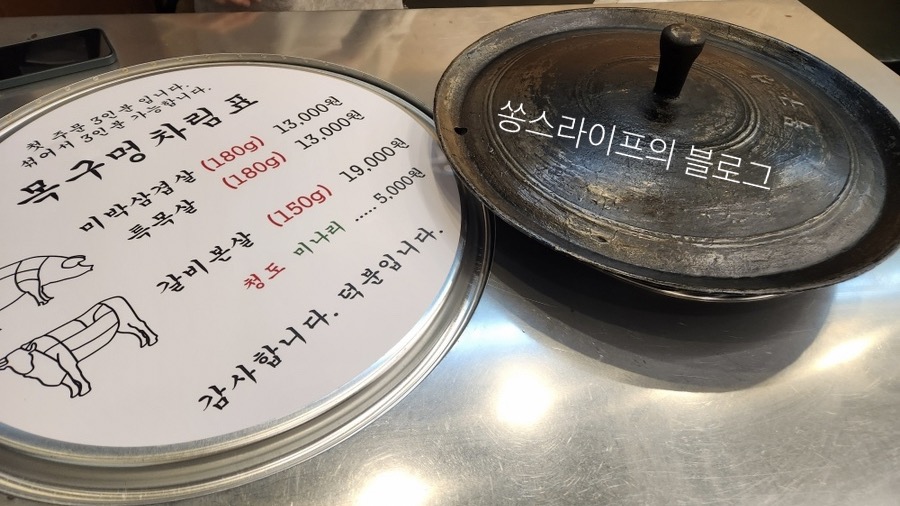 첫 주문 3인분 입니다.
섞어서 3인분 가능합니다.
목구멍 차림표
미박삼겹살 (180g) 13,000원
특목살 (180g) 13,000원
갈비본살 (150g) 19,000원
청도 미나리 ..... 5,000원
감사합니다. 덕분입니다.
쏭스라이프의 블로그